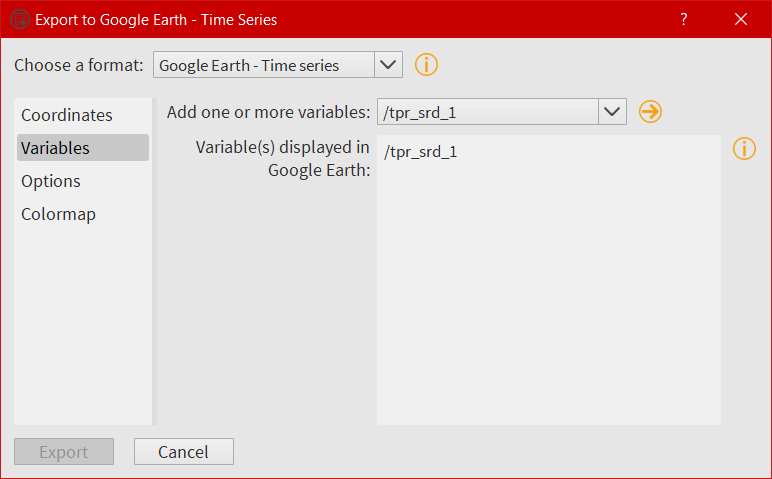 Export to Google Earth - Time Series
?
Choose a format: Google Earth - Time series
Coordinates
Variables
Options
Colormap
Add one or more variables: /tpr_srd_1
Variable(s) displayed in
Google Earth:
/tpr_srd_1
Export
Cancel